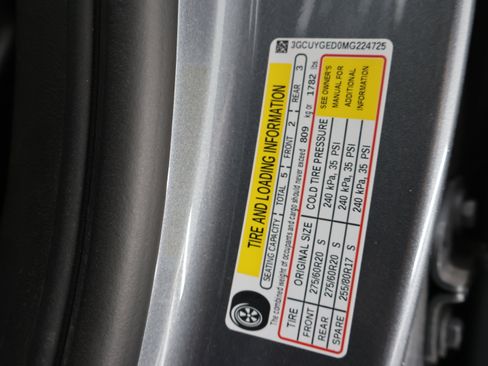 3GCUYGED0MG224725
TIRE AND LOADING INFORMATION
SEATING CAPACITY TOTAL 5 FRONT 2 REAR 3
The combined weight of occupants and cargo should never exceed 809 kg or 1782 lbs.
TIRE ORIGINAL SIZE COLD TIRE PRESSURE
FRONT 275/60R20 S 240 kPa, 35 PSI
REAR 275/60R20 S 240 kPa, 35 PSI
SPARE 255/80R17 S 240 kPa, 35 PSI
SEE OWNER'S
MANUAL FOR
ADDITIONAL
INFORMATION